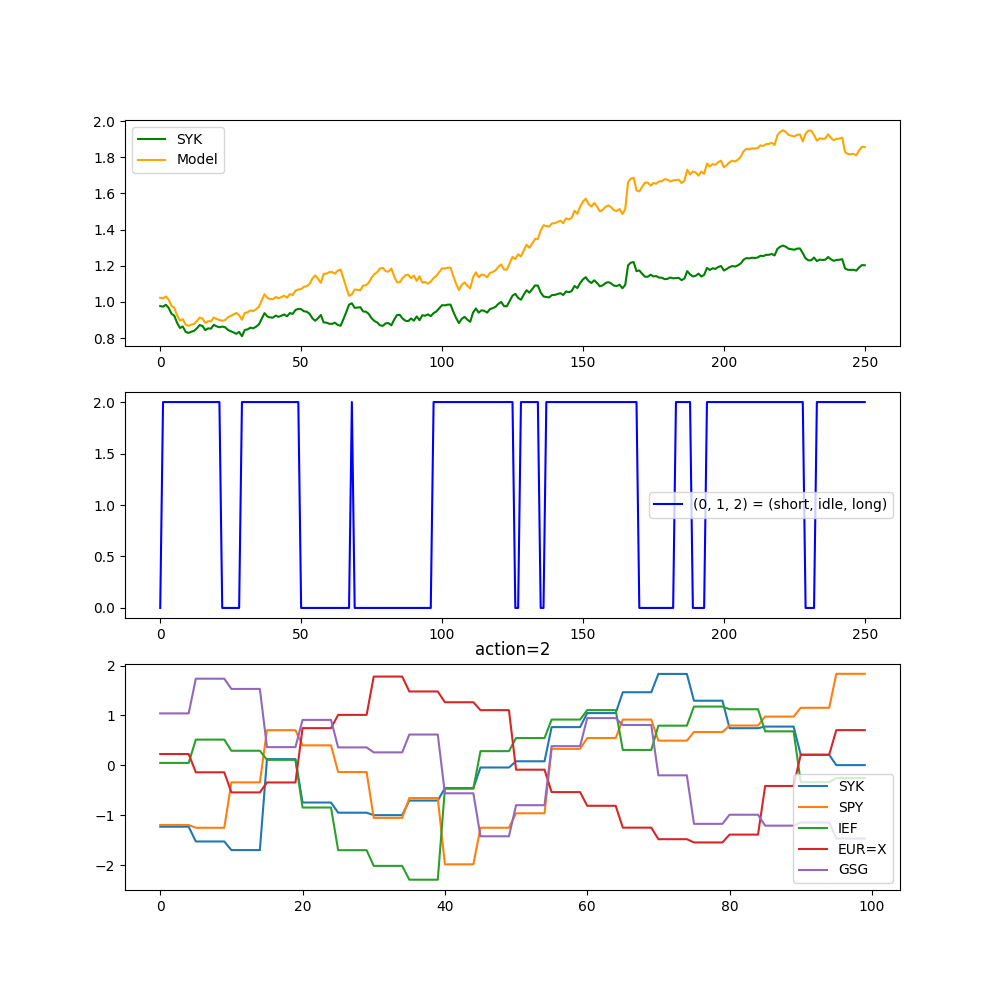 2.0
1.8
1.6
1.4
1.2
1.0
0.8
SYK
Model
0 50 100 150 200 250
2.0
1.5
1.0
0.5
0.0
(0, 1, 2) = (short, idle, long)
0 50 100 150 200 250
action=2
2
1
0
−1
−2
SYK
SPY
IEF
EUR=X
GSG
0 20 40 60 80 100